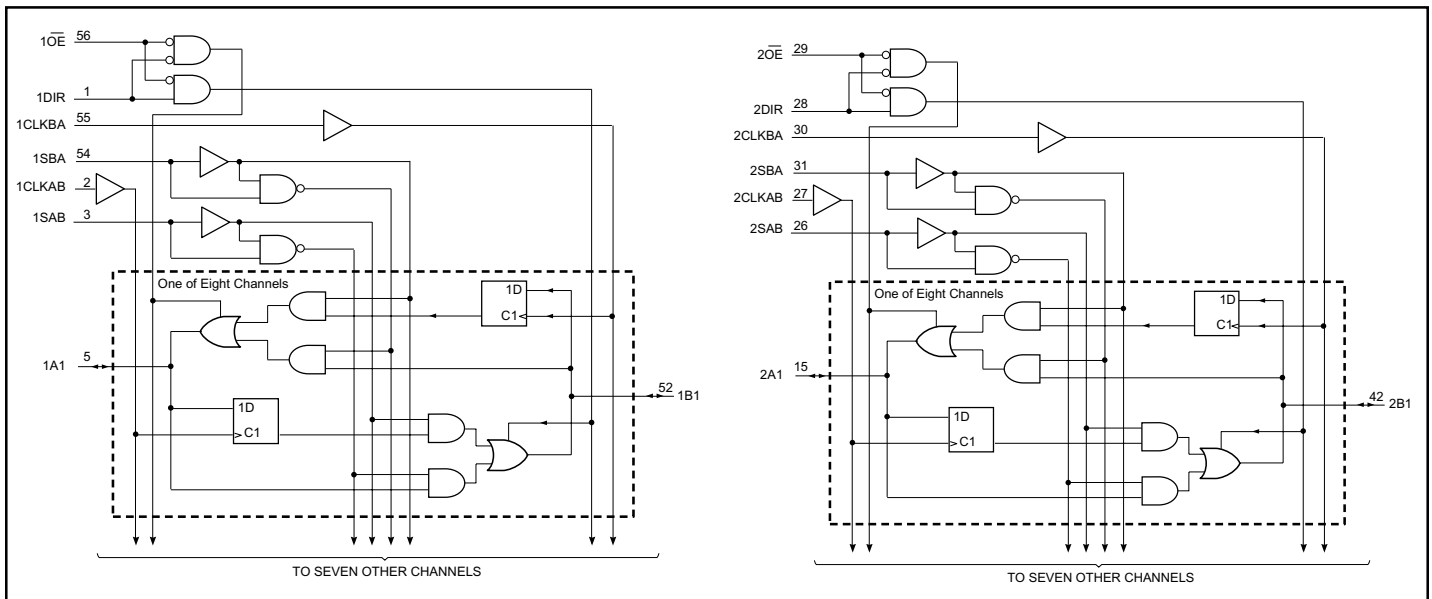 1O̅E̅ 56
1DIR 1
1CLKBA 55
1SBA 54
1CLKAB 2
1SAB 3
One of Eight Channels
1D
C1
1A1 5
52 1B1
1D
C1
TO SEVEN OTHER CHANNELS
2O̅E̅ 29
2DIR 28
2CLKBA 30
2SBA 31
2CLKAB 27
2SAB 26
One of Eight Channels
1D
C1
2A1 15
42 2B1
1D
C1
TO SEVEN OTHER CHANNELS